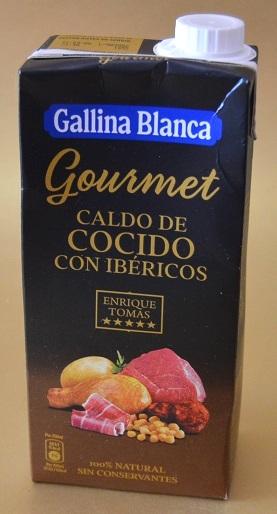 Gallina Blanca
Gourmet
CALDO DE
COCIDO
CON IBÉRICOS
ENRIQUE
TOMÁS
★★★★★
100% NATURAL
SIN CONSERVANTES